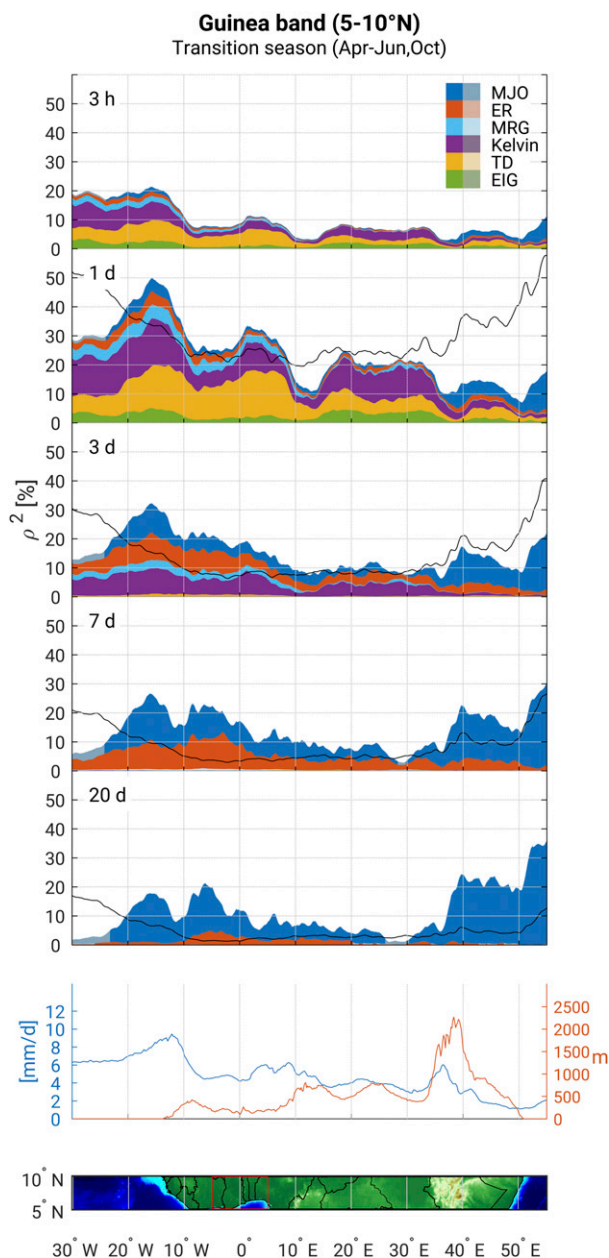 Guinea band (5-10°N)
Transition season (Apr-Jun,Oct)
3 h
MJO
ER
MRG
Kelvin
TD
EIG
50
40
30
20
10
0
1 d
50
40
30
20
10
0
3 d
50
40
30
20
10
0
ρ² [%]
7 d
50
40
30
20
10
0
20 d
50
40
30
20
10
0
[mm/d]
12
10
8
6
4
2
0
2500
2000
1500
1000
500
0
m
10° N
5° N
30° W 20° W 10° W 0° 10° E 20° E 30° E 40° E 50° E